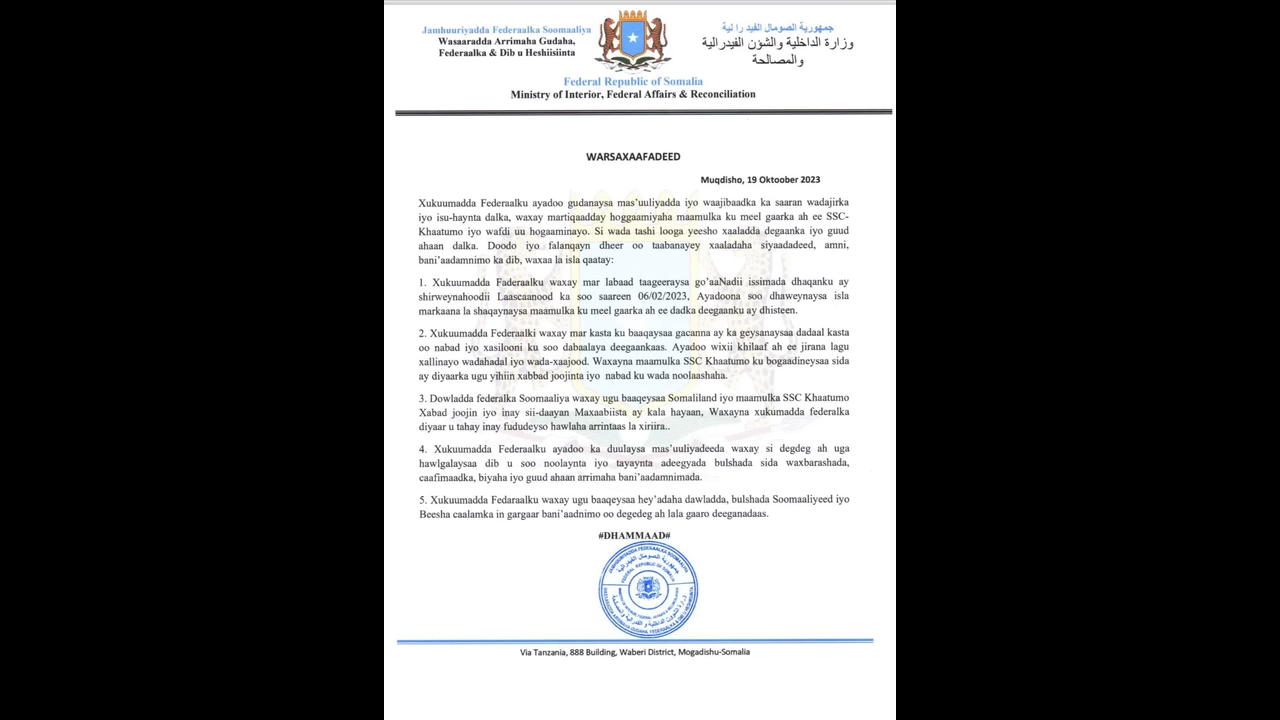 Jamhuuriyadda Federaalka Soomaaliya
Wasaaradda Arrimaha Gudaha,
Federaalka & Dib u Heshiisiinta
جمهورية الصومال الفيد را لية
وزارة الداخلية والشؤن الفيدرالية
والمصالحة
Federal Republic of Somalia
Ministry of Interior, Federal Affairs & Reconciliation
WARSAXAAFADEED
Muqdisho, 19 Oktoober 2023
Xukuumadda Federaalku ayadoo gudanaysa mas'uuliyadda iyo waajibaadka ka saaran wadajirka
iyo isu-haynta dalka, waxay martiqaadday hoggaamiyaha maamulka ku meel gaarka ah ee SSC-
Khaatumo iyo wafdi uu hogaaminayo. Si wada tashi looga yeesho xaaladda degaanka iyo guud
ahaan dalka. Doodo iyo falanqayn dheer oo taabanayey xaaladaha siyaadadeed, amni,
bani'aadamnimo ka dib, waxaa la isla qaatay:
1. Xukuumadda Faderaalku waxay mar labaad taageeraysa go'aaNadii issimada dhaqanku ay
shirweynahoodii Laascaanood ka soo saareen 06/02/2023, Ayadoona soo dhaweynaysa isla
markaana la shaqaynaysa maamulka ku meel gaarka ah ee dadka deegaanku ay dhisteen.
2. Xukuumadda Federaalki waxay mar kasta ku baaqaysaa gacanna ay ka geysanaysaa dadaal kasta
oo nabad iyo xasilooni ku soo dabaalaya deegaankaas. Ayadoo wixii khilaaf ah ee jirana lagu
xallinayo wadahadal iyo wada-xaajood. Waxayna maamulka SSC Khaatumo ku bogaadineysaa sida
ay diyaarka ugu yihiin xabbad joojinta iyo nabad ku wada noolaashaha.
3. Dowladda federalka Soomaaliya waxay ugu baaqeysaa Somaliland iyo maamulka SSC Khaatumo
Xabad joojin iyo inay sii-daayan Maxaabiista ay kala hayaan, Waxayna xukumadda federalka
diyaar u tahay inay fududeyso hawlaha arrintaas la xiriira..
4. Xukuumadda Federaalku ayadoo ka duulaysa mas'uuliyadeeda waxay si degdeg ah uga
hawlgalaysaa dib u soo noolaynta iyo tayaynta adeegyada bulshada sida waxbarashada,
caafimaadka, biyaha iyo guud ahaan arrimaha bani'aadamnimada.
5. Xukuumadda Fedaraalku waxay ugu baaqeysaa hey'adaha dawladda, bulshada Soomaaliyeed iyo
Beesha caalamka in gargaar bani'aadnimo oo degedeg ah lala gaaro deeganadaas.
#DHAMMAAD#
JAMHUURIYADDA FEDERAALKA SOOMAALIYA
جمهورية الصومال الفيدرالية
FEDERAL REPUBLIC OF SOMALIA
Via Tanzania, 888 Building, Waberi District, Mogadishu-Somalia